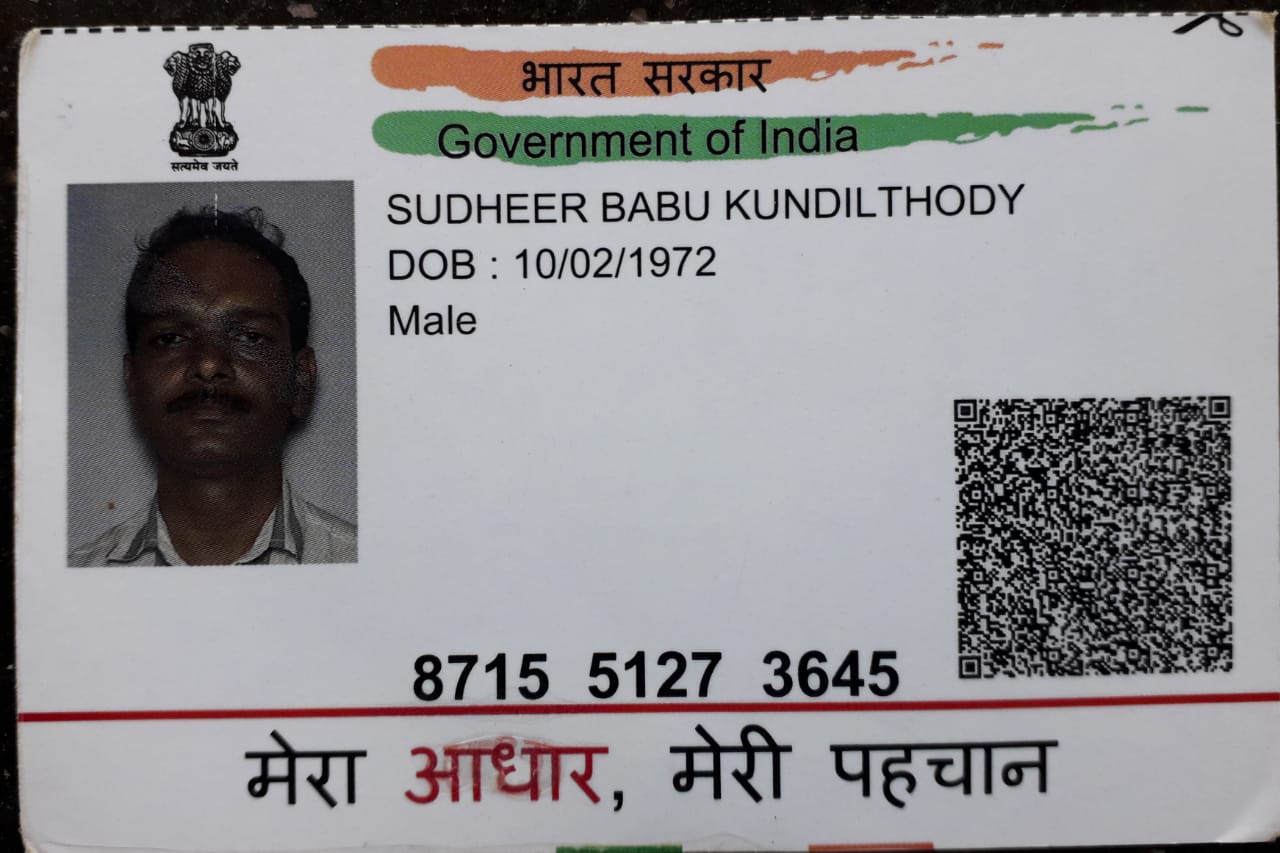 सत्यमेव जयते
भारत सरकार
Government of India
SUDHEER BABU KUNDILTHODY
DOB : 10/02/1972
Male
8715 5127 3645
मेरा आधार, मेरी पहचान